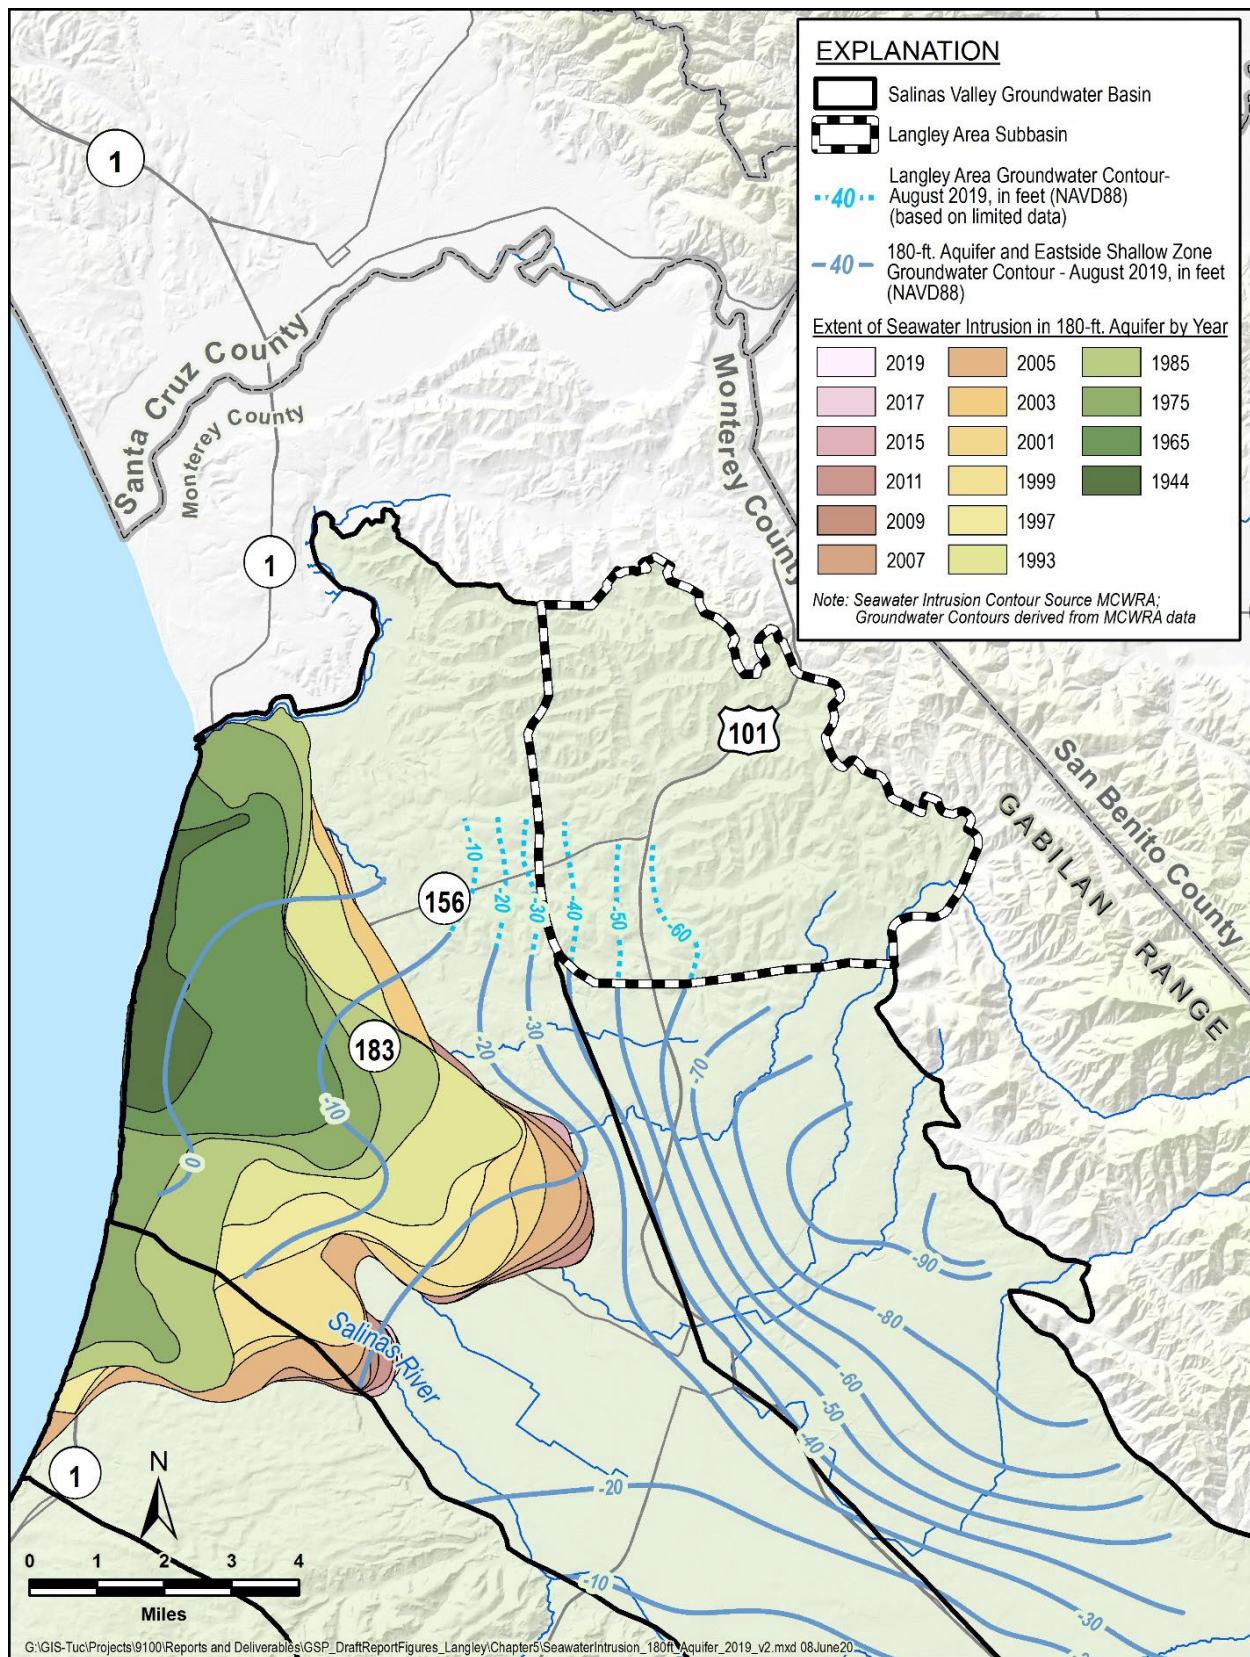 EXPLANATION
Salinas Valley Groundwater Basin
Langley Area Subbasin
40
Langley Area Groundwater Contour-
August 2019, in feet (NAVD88)
(based on limited data)
40
180-ft. Aquifer and Eastside Shallow Zone
Groundwater Contour - August 2019, in feet
(NAVD88)
Extent of Seawater Intrusion in 180-ft. Aquifer by Year
2019
2017
2015
2011
2009
2007
2005
2003
2001
1999
1997
1993
1985
1975
1965
1944
Note: Seawater Intrusion Contour Source MCWRA;
Groundwater Contours derived from MCWRA data
1
Santa Cruz County
Monterey County
Monterey County
1
San Benito County
GABILAN RANGE
101
156
183
-10
-20
-30
-40
-50
-60
-20
-30
-70
-10
0
-90
-80
-60
-50
-40
-20
-10
-30
Salinas River
1
N
0 1 2 3 4
Miles
G:\GIS-Tuc\Projects\9100\Reports and Deliverables\GSP_DraftReportFigures_Langley\Chapter5\SeawaterIntrusion_180ft_Aquifer_2019_v2.mxd 08June20